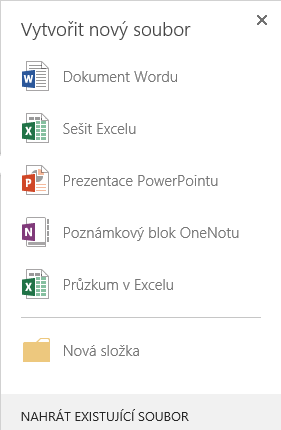 Vytvořit nový soubor
Dokument Wordu
Sešit Excelu
Prezentace PowerPointu
Poznámkový blok OneNotu
Průzkum v Excelu
Nová složka
NAHRÁT EXISTUJÍCÍ SOUBOR